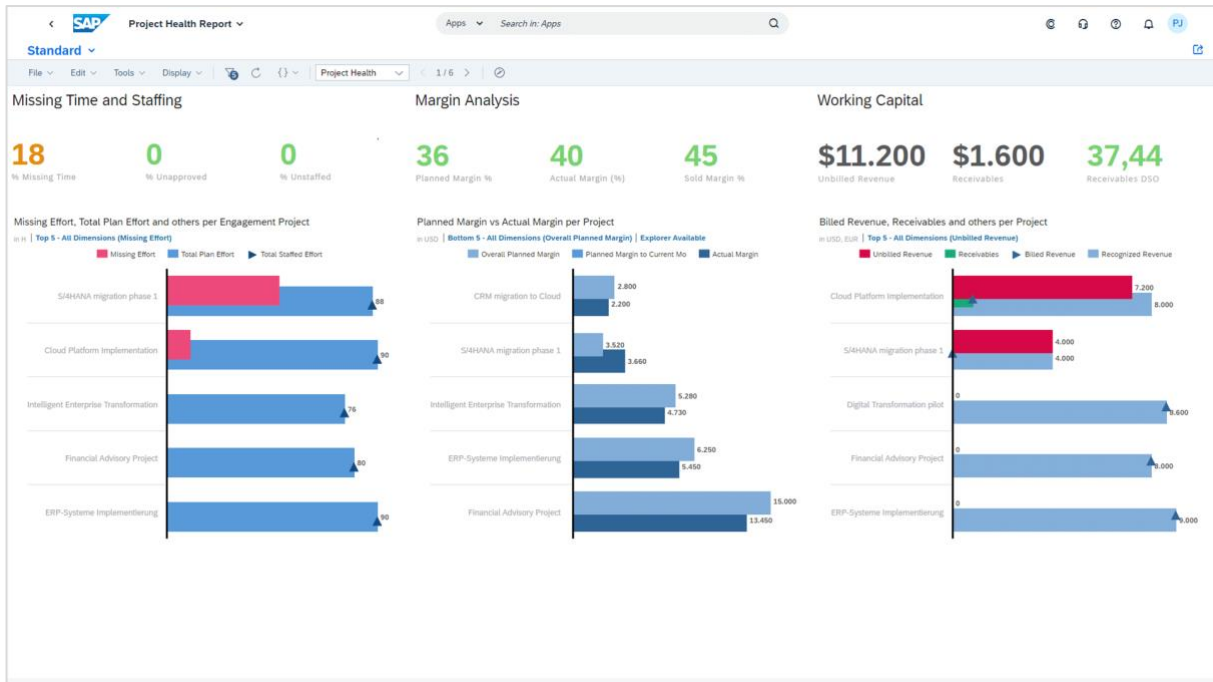 SAP Project Health Report
Apps Search in: Apps
PJ
Standard
File Edit Tools Display 5 {} Project Health 1/6
Missing Time and Staffing
18 0 0
% Missing Time % Unapproved % Unstaffed
Missing Effort, Total Plan Effort and others per Engagement Project
in H | Top 5 - All Dimensions (Missing Effort)
Missing Effort Total Plan Effort Total Staffed Effort
S/4HANA migration phase 1 88
Cloud Platform Implementation 90
Intelligent Enterprise Transformation 76
Financial Advisory Project 80
ERP-Systeme Implementierung 90
Margin Analysis
36 40 45
Planned Margin % Actual Margin (%) Sold Margin %
Planned Margin vs Actual Margin per Project
in USD | Bottom 5 - All Dimensions (Overall Planned Margin) | Explorer Available
Overall Planned Margin Planned Margin to Current Mo Actual Margin
2.800
CRM migration to Cloud
2.200
3.520
S/4HANA migration phase 1
3.660
5.280
Intelligent Enterprise Transformation
4.730
6.250
ERP-Systeme Implementierung
5.450
15.000
Financial Advisory Project
13.450
Working Capital
$11.200 $1.600 37,44
Unbilled Revenue Receivables Receivables DSO
Billed Revenue, Receivables and others per Project
in USD, EUR | Top 5 - All Dimensions (Unbilled Revenue)
Unbilled Revenue Receivables Billed Revenue Recognized Revenue
7.200
Cloud Platform Implementation
8.000
4.000
S/4HANA migration phase 1
4.000
0
Digital Transformation pilot
8.600
0
Financial Advisory Project
8.000
0
ERP-Systeme Implementierung
9.000